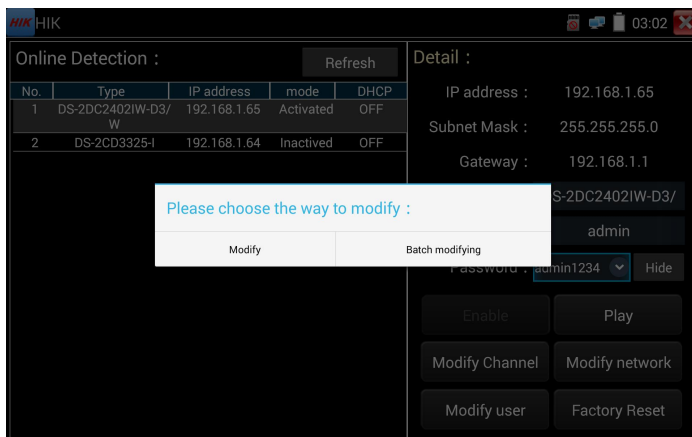 HIK HIK 03:02
Online Detection： Refresh
No. Type IP address mode DHCP
1 DS-2DC2402IW-D3/W 192.168.1.65 Activated OFF
2 DS-2CD3325-I 192.168.1.64 Inactived OFF
Detail：
IP address： 192.168.1.65
Subnet Mask： 255.255.255.0
Gateway： 192.168.1.1
S-2DC2402IW-D3/
admin
Password： admin1234 Hide
Please choose the way to modify：
Modify Batch modifying
Enable Play
Modify Channel Modify network
Modify user Factory Reset